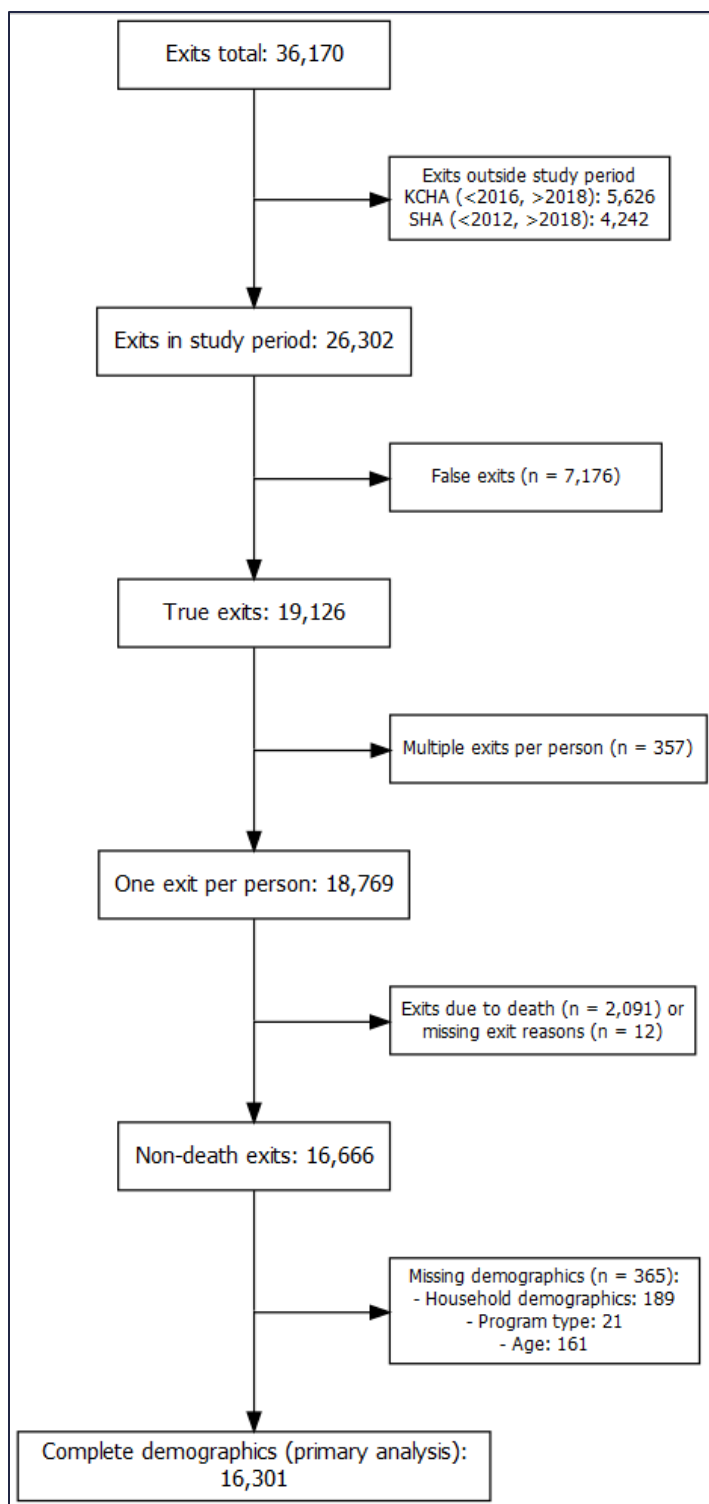 Exits total: 36,170
Exits outside study period
KCHA (<2016, >2018): 5,626
SHA (<2012, >2018): 4,242
Exits in study period: 26,302
False exits (n = 7,176)
True exits: 19,126
Multiple exits per person (n = 357)
One exit per person: 18,769
Exits due to death (n = 2,091) or
missing exit reasons (n = 12)
Non-death exits: 16,666
Missing demographics (n = 365):
- Household demographics: 189
- Program type: 21
- Age: 161
Complete demographics (primary analysis):
16,301